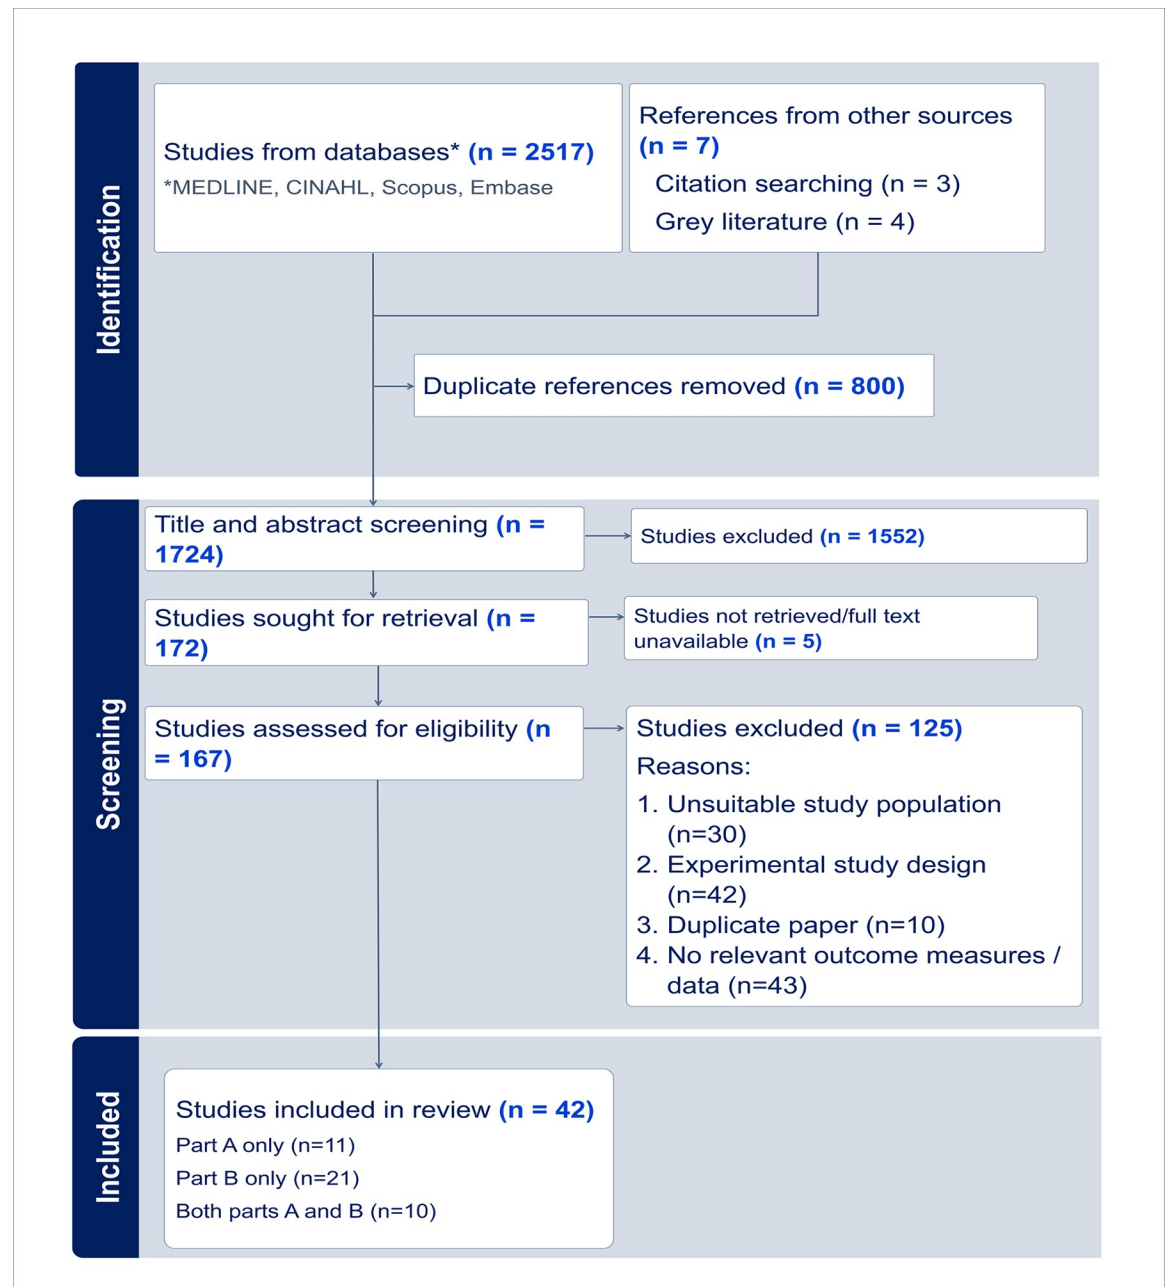 Identification
Studies from databases* (n = 2517)
*MEDLINE, CINAHL, Scopus, Embase
References from other sources
(n = 7)
Citation searching (n = 3)
Grey literature (n = 4)
Duplicate references removed (n = 800)
Screening
Title and abstract screening (n =
1724)
Studies excluded (n = 1552)
Studies sought for retrieval (n =
172)
Studies not retrieved/full text
unavailable (n = 5)
Studies assessed for eligibility (n
= 167)
Studies excluded (n = 125)
Reasons:
1. Unsuitable study population
(n=30)
2. Experimental study design
(n=42)
3. Duplicate paper (n=10)
4. No relevant outcome measures /
data (n=43)
Included
Studies included in review (n = 42)
Part A only (n=11)
Part B only (n=21)
Both parts A and B (n=10)